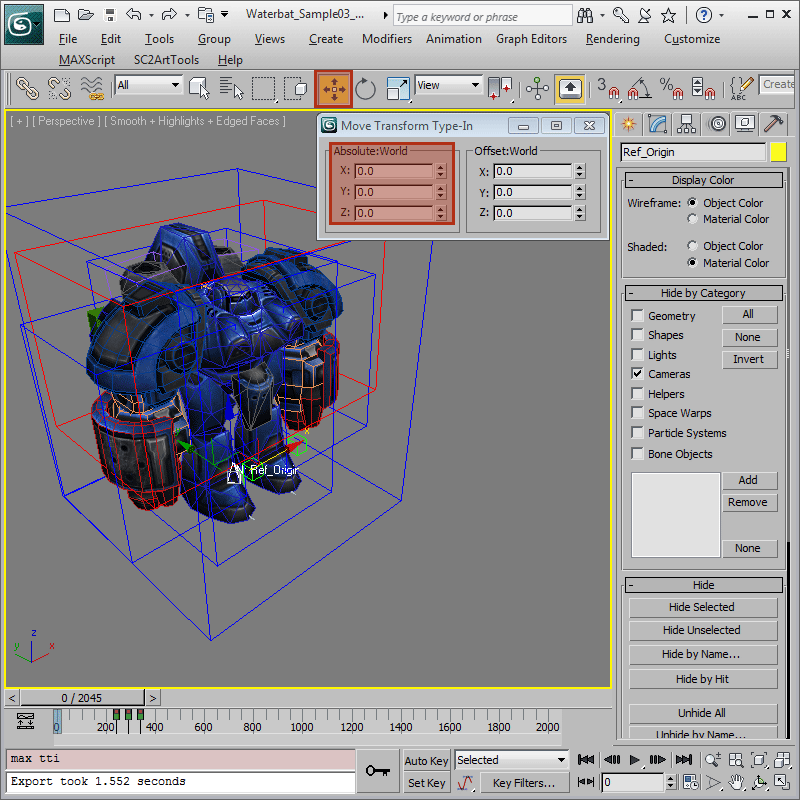 Waterbat_Sample03_...
Type a keyword or phrase
File Edit Tools Group Views Create Modifiers Animation Graph Editors Rendering Customize
MAXScript SC2ArtTools Help
All
View
3
%
ABC
Create
[ + ] [ Perspective ] [ Smooth + Highlights + Edged Faces ]
Move Transform Type-In
Absolute:World
X: 0.0
Y: 0.0
Z: 0.0
Offset:World
X: 0.0
Y: 0.0
Z: 0.0
Ref_Origin
z
y
x
Ref_Origin
Display Color
Wireframe: Object Color
Material Color
Shaded: Object Color
Material Color
Hide by Category
Geometry
Shapes
Lights
Cameras
Helpers
Space Warps
Particle Systems
Bone Objects
All
None
Invert
Add
Remove
None
Hide
Hide Selected
Hide Unselected
Hide by Name...
Hide by Hit
Unhide All
Unhide by Name...
< 0 / 2045 >
0 200 400 600 800 1000 1200 1400 1600 1800 2000
max tti
Export took 1.552 seconds
Auto Key
Selected
Set Key
Key Filters...
0